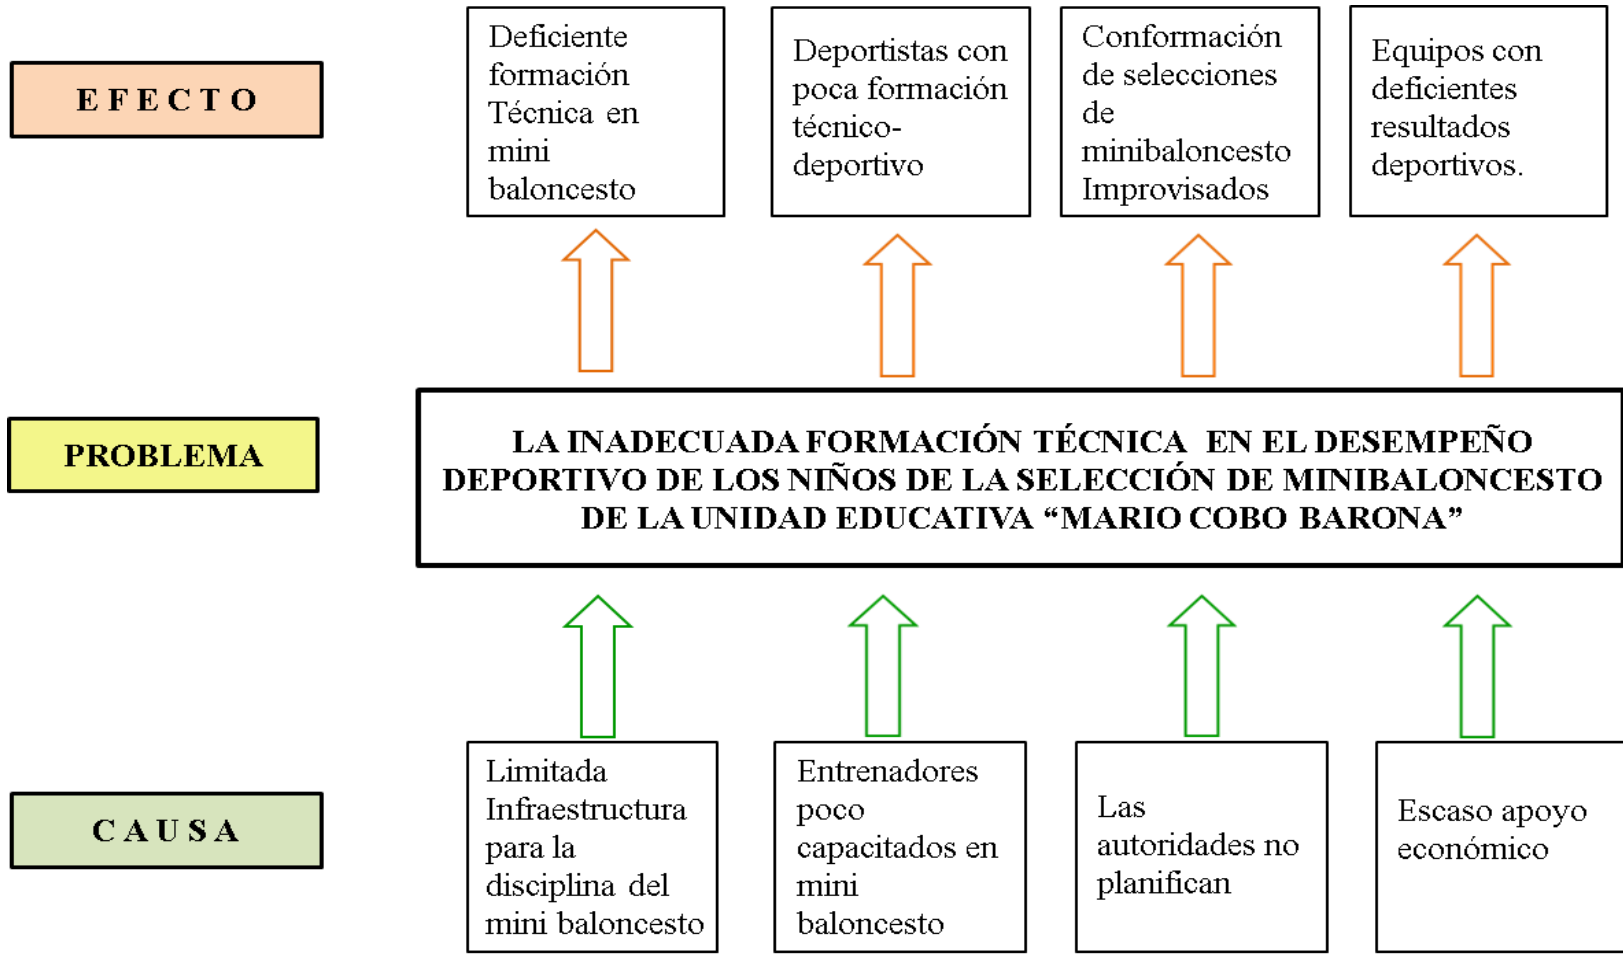 EFECTO
Deficiente
formación
Técnica en
mini
baloncesto
Deportistas con
poca formación
técnico-
deportivo
Conformación
de selecciones
de
minibaloncesto
Improvisados
Equipos con
deficientes
resultados
deportivos.
PROBLEMA
LA INADECUADA FORMACIÓN TÉCNICA EN EL DESEMPEÑO
DEPORTIVO DE LOS NIÑOS DE LA SELECCIÓN DE MINIBALONCESTO
DE LA UNIDAD EDUCATIVA “MARIO COBO BARONA”
CAUSA
Limitada
Infraestructura
para la
disciplina del
mini baloncesto
Entrenadores
poco
capacitados en
mini
baloncesto
Las
autoridades no
planifican
Escaso apoyo
económico